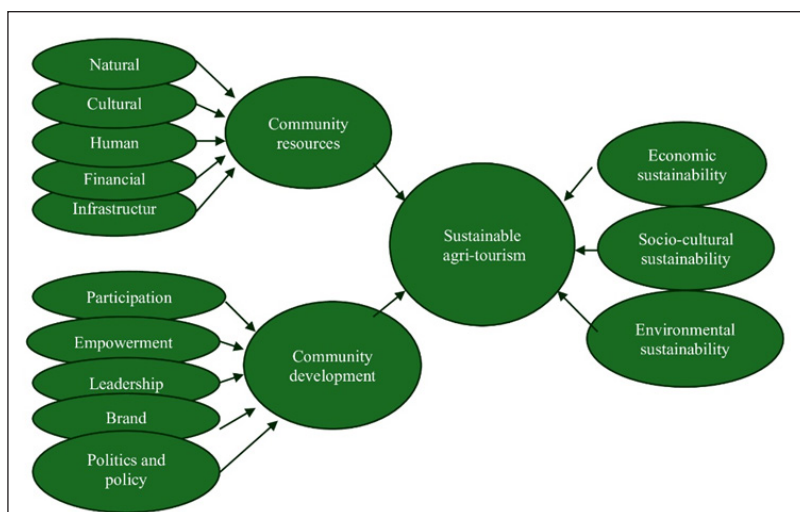 Natural
Cultural
Human
Financial
Infrastructur
Community
resources
Participation
Empowerment
Leadership
Brand
Politics and
policy
Community
development
Sustainable
agri-tourism
Economic
sustainability
Socio-cultural
sustainability
Environmental
sustainability